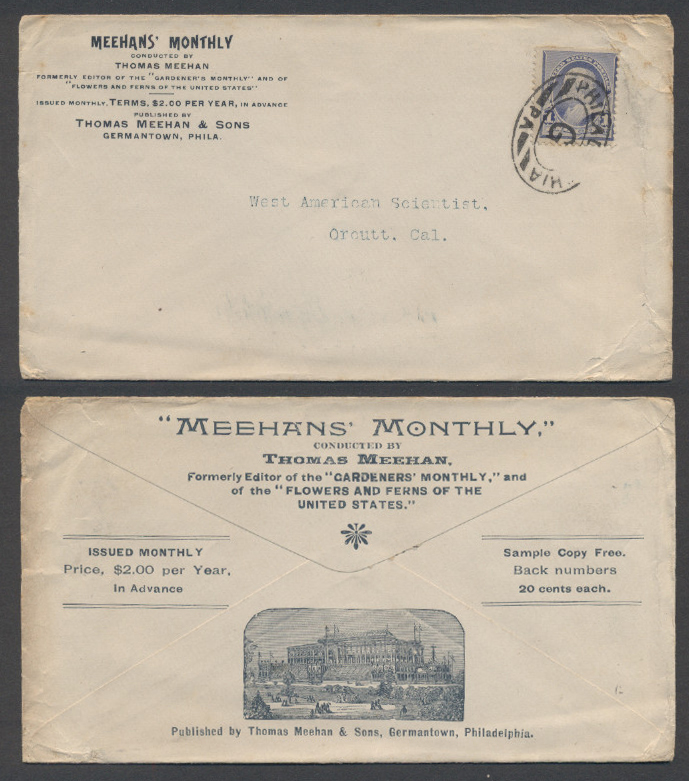 MEEHANS' MONTHLY
CONDUCTED BY
THOMAS MEEHAN
FORMERLY EDITOR OF THE "GARDENER'S MONTHLY" AND OF
"FLOWERS AND FERNS OF THE UNITED STATES"
ISSUED MONTHLY, TERMS, $2.00 PER YEAR, IN ADVANCE
PUBLISHED BY
THOMAS MEEHAN & SONS
GERMANTOWN, PHILA.
PA
5
West American Scientist,
Orcutt, Cal.
"MEEHANS' MONTHLY,"
CONDUCTED BY
THOMAS MEEHAN,
Formerly Editor of the "GARDENERS' MONTHLY," and
of the "FLOWERS AND FERNS OF THE
UNITED STATES."
ISSUED MONTHLY
Price, $2.00 per Year,
In Advance
Sample Copy Free.
Back numbers
20 cents each.
Published by Thomas Meehan & Sons, Germantown, Philadelphia.